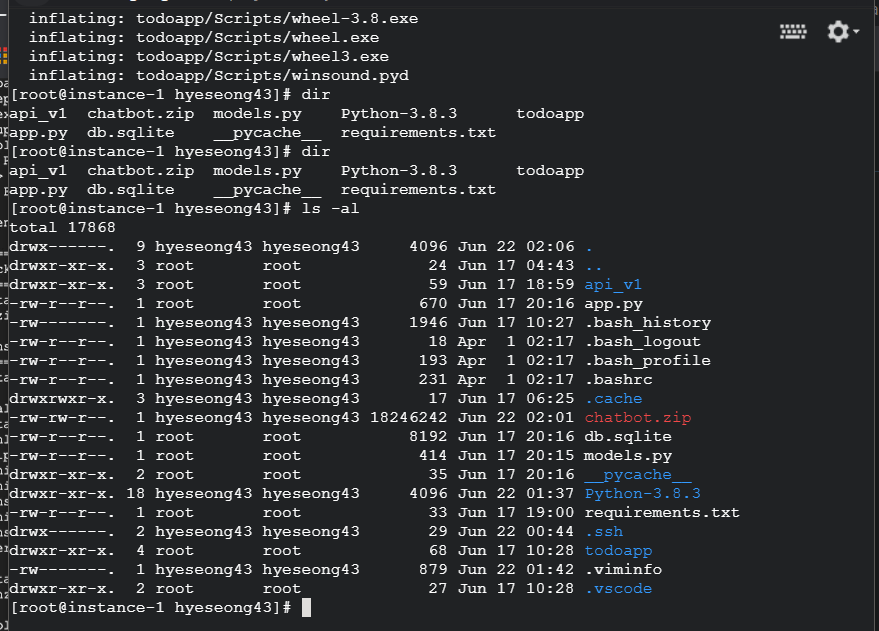 inflating: todoapp/Scripts/wheel-3.8.exe
inflating: todoapp/Scripts/wheel.exe
inflating: todoapp/Scripts/wheel3.exe
inflating: todoapp/Scripts/winsound.pyd
[root@instance-1 hyeseong43]# dir
api_v1  chatbot.zip  models.py    Python-3.8.3      todoapp
app.py  db.sqlite    __pycache__  requirements.txt
[root@instance-1 hyeseong43]# dir
api_v1  chatbot.zip  models.py    Python-3.8.3      todoapp
app.py  db.sqlite    __pycache__  requirements.txt
[root@instance-1 hyeseong43]# ls -al
total 17868
drwx------.  9 hyeseong43 hyeseong43     4096 Jun 22 02:06 .
drwxr-xr-x.  3 root       root             24 Jun 17 04:43 ..
drwxr-xr-x.  3 root       root             59 Jun 17 18:59 api_v1
-rw-r--r--.  1 root       root            670 Jun 17 20:16 app.py
-rw-------.  1 hyeseong43 hyeseong43     1946 Jun 17 10:27 .bash_history
-rw-r--r--.  1 hyeseong43 hyeseong43       18 Apr  1 02:17 .bash_logout
-rw-r--r--.  1 hyeseong43 hyeseong43      193 Apr  1 02:17 .bash_profile
-rw-r--r--.  1 hyeseong43 hyeseong43      231 Apr  1 02:17 .bashrc
drwxrwxr-x.  3 hyeseong43 hyeseong43       17 Jun 17 06:25 .cache
-rw-rw-r--.  1 hyeseong43 hyeseong43 18246242 Jun 22 02:01 chatbot.zip
-rw-r--r--.  1 root       root           8192 Jun 17 20:16 db.sqlite
-rw-r--r--.  1 root       root            414 Jun 17 20:15 models.py
drwxr-xr-x.  2 root       root             35 Jun 17 20:16 __pycache__
drwxr-xr-x. 18 hyeseong43 hyeseong43     4096 Jun 22 01:37 Python-3.8.3
-rw-r--r--.  1 root       root             33 Jun 17 19:00 requirements.txt
drwx------.  2 hyeseong43 hyeseong43       29 Jun 22 00:44 .ssh
drwxr-xr-x.  4 root       root             68 Jun 17 10:28 todoapp
-rw-------.  1 hyeseong43 hyeseong43      879 Jun 22 01:42 .viminfo
drwxr-xr-x.  2 root       root             27 Jun 17 10:28 .vscode
[root@instance-1 hyeseong43]#